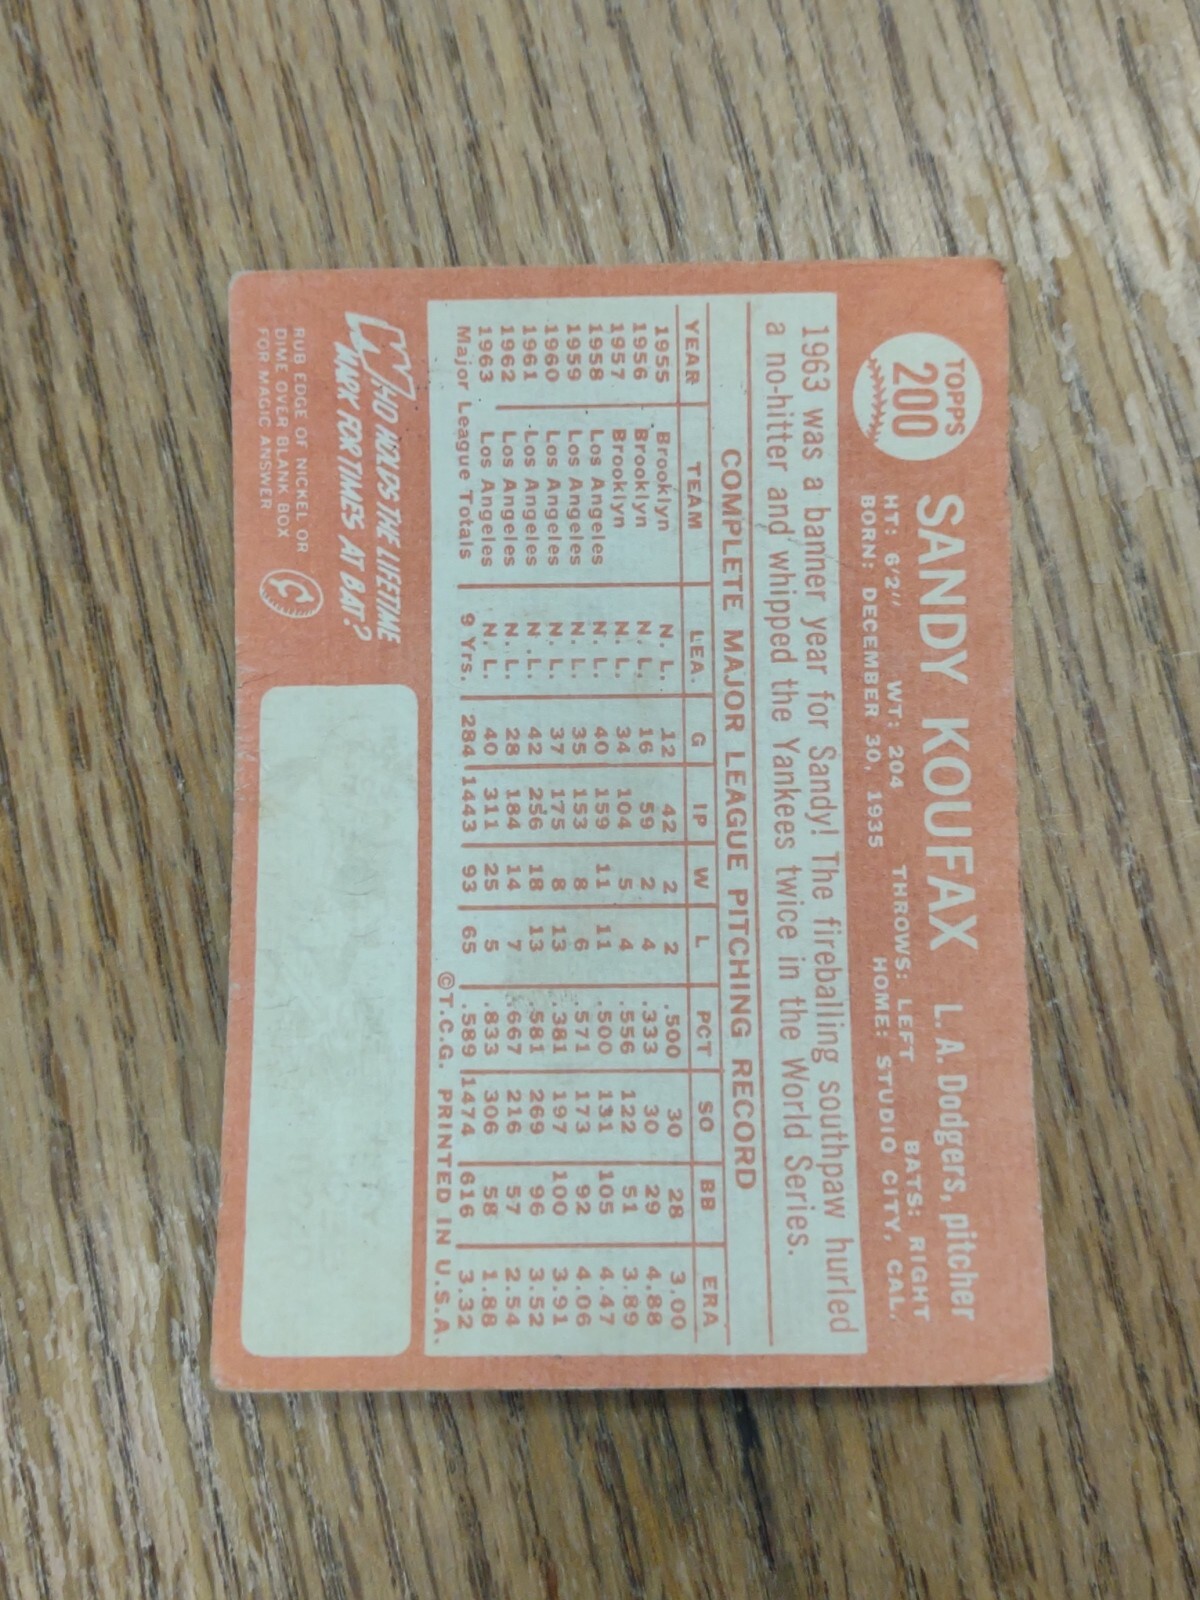 TOPPS
200
SANDY KOUFAX L. A. Dodgers, pitcher
HT: 6'2" WT: 204 THROWS: LEFT BATS: RIGHT
BORN: DECEMBER 30, 1935 HOME: STUDIO CITY, CAL.
1963 was a banner year for Sandy! The fireballing southpaw hurled
a no-hitter and whipped the Yankees twice in the World Series.
COMPLETE MAJOR LEAGUE PITCHING RECORD
YEAR TEAM LEA. G IP W L PCT SO BB ERA
1955 Brooklyn N. L. 12 42 2 2 .500 30 28 3.00
1956 Brooklyn N. L. 16 59 2 4 .333 30 29 4.88
1957 Brooklyn N. L. 34 104 5 4 .556 122 51 3.89
1958 Los Angeles N. L. 40 159 11 11 .500 131 105 4.47
1959 Los Angeles N. L. 35 153 8 6 .571 173 92 4.06
1960 Los Angeles N. L. 37 175 8 13 .381 197 100 3.91
1961 Los Angeles N. L. 42 256 18 13 .581 269 96 3.52
1962 Los Angeles N. L. 28 184 14 7 .667 216 57 2.54
1963 Los Angeles N. L. 40 311 25 5 .833 306 58 1.88
Major League Totals 9 Yrs. 284 1443 93 65 .589 1474 616 3.32
©T.C.G. PRINTED IN U.S.A.
WHO HOLDS THE LIFETIME
MARK FOR TIMES AT BAT?
RUB EDGE OF NICKEL OR
DIME OVER BLANK BOX
FOR MAGIC ANSWER
¢